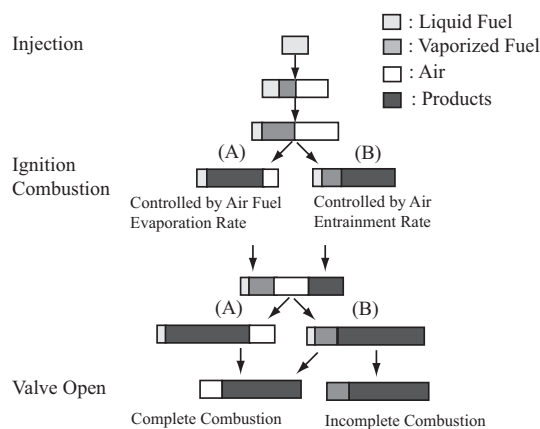 Injection
: Liquid Fuel
: Vaporized Fuel
: Air
: Products
(A)
(B)
Ignition
Combustion
Controlled by Air Fuel
Evaporation Rate
Controlled by Air
Entrainment Rate
(A)
(B)
Valve Open
Complete Combustion
Incomplete Combustion